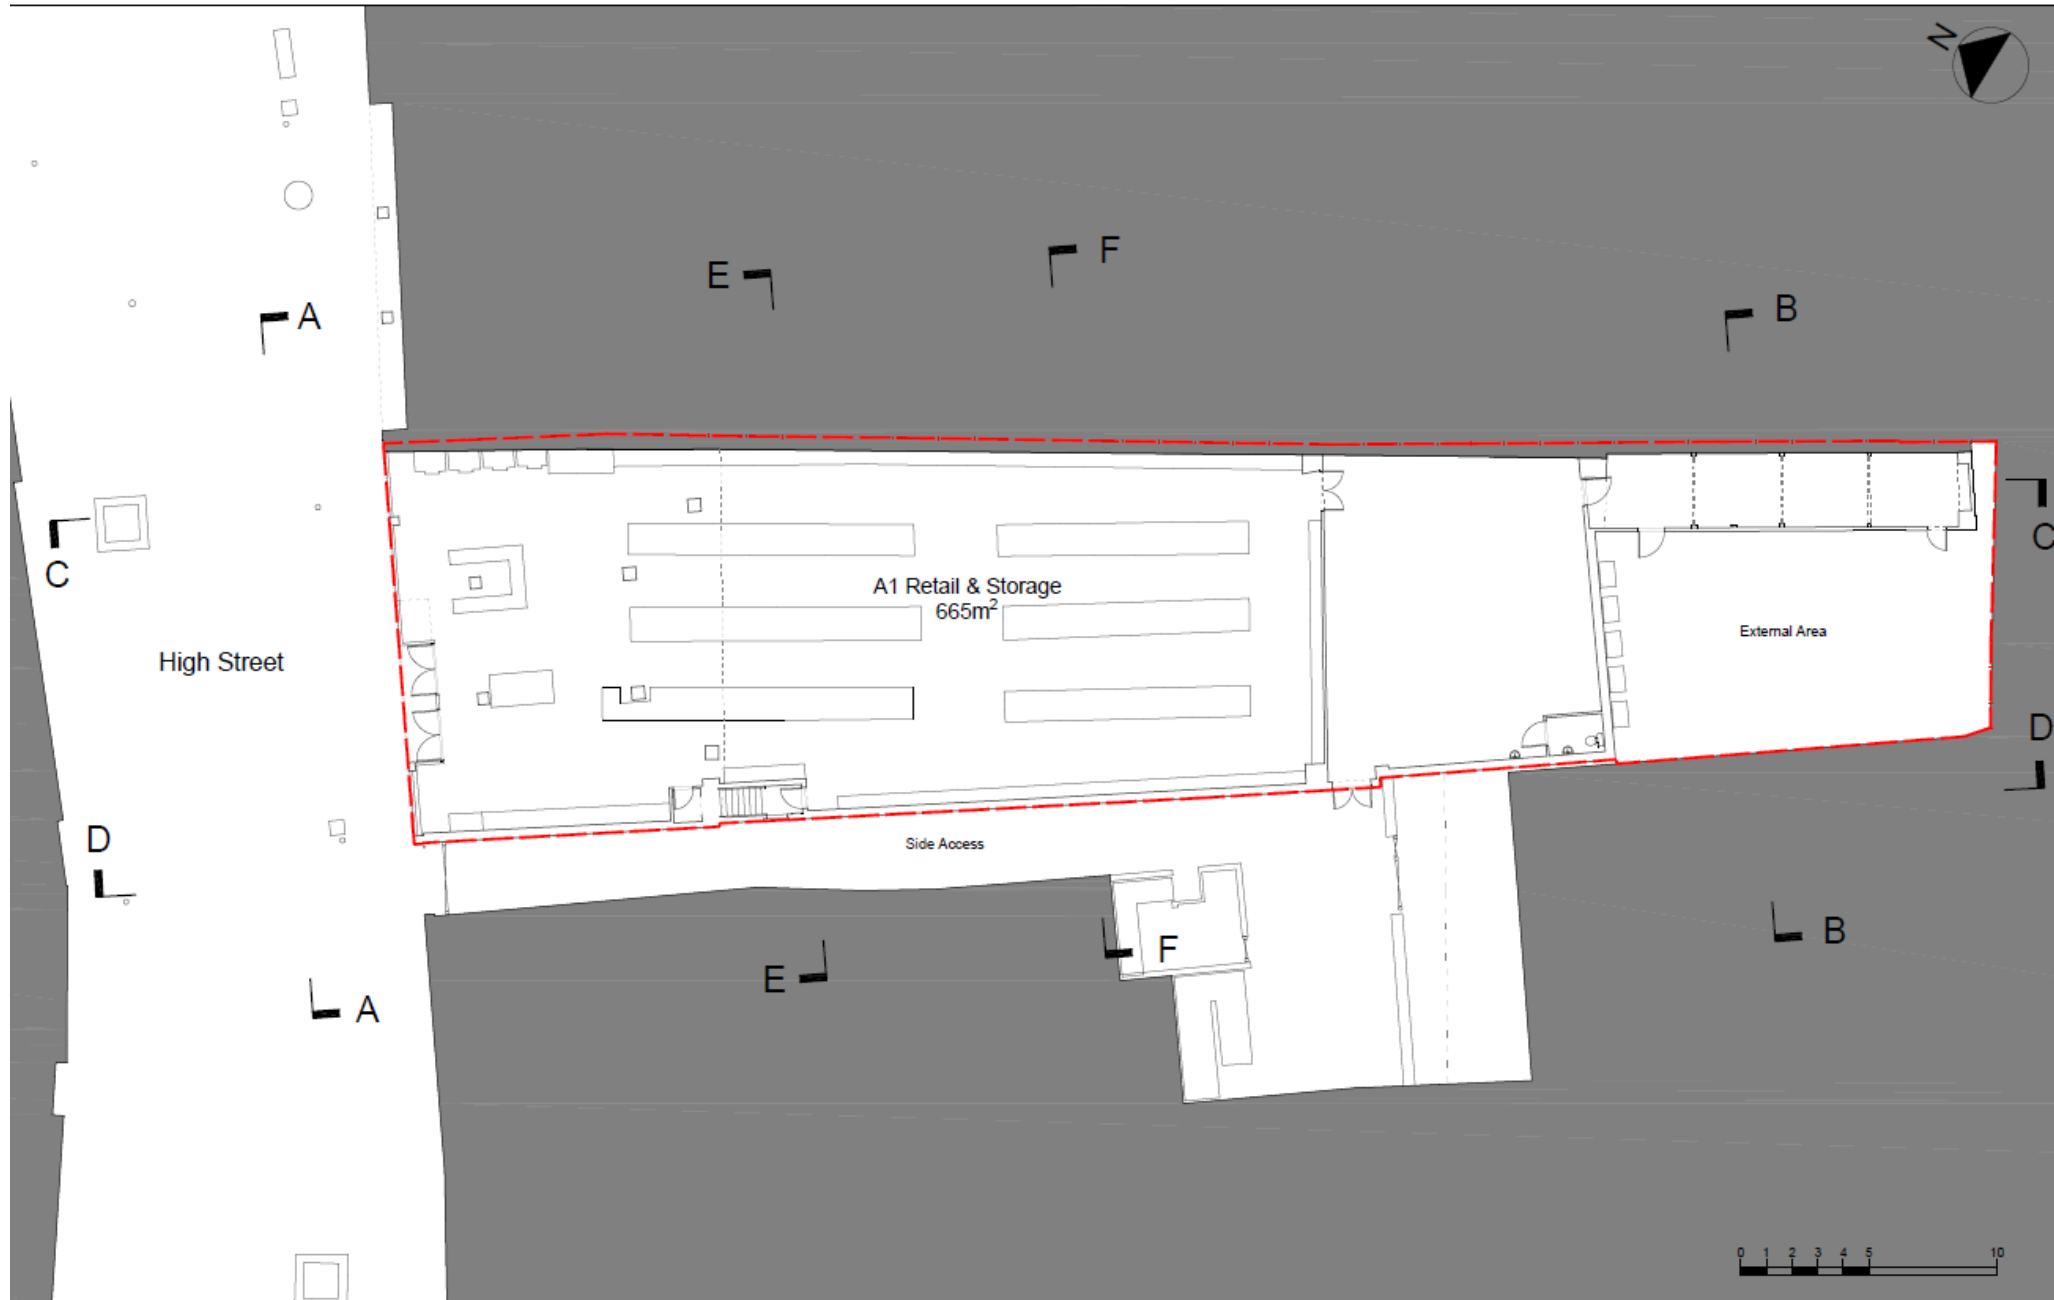 N
E
F
A
B
A1 Retail & Storage
665m²
C
C
External Area
High Street
D
D
Side Access
B
F
E
A
0 1 2 3 4 5 10